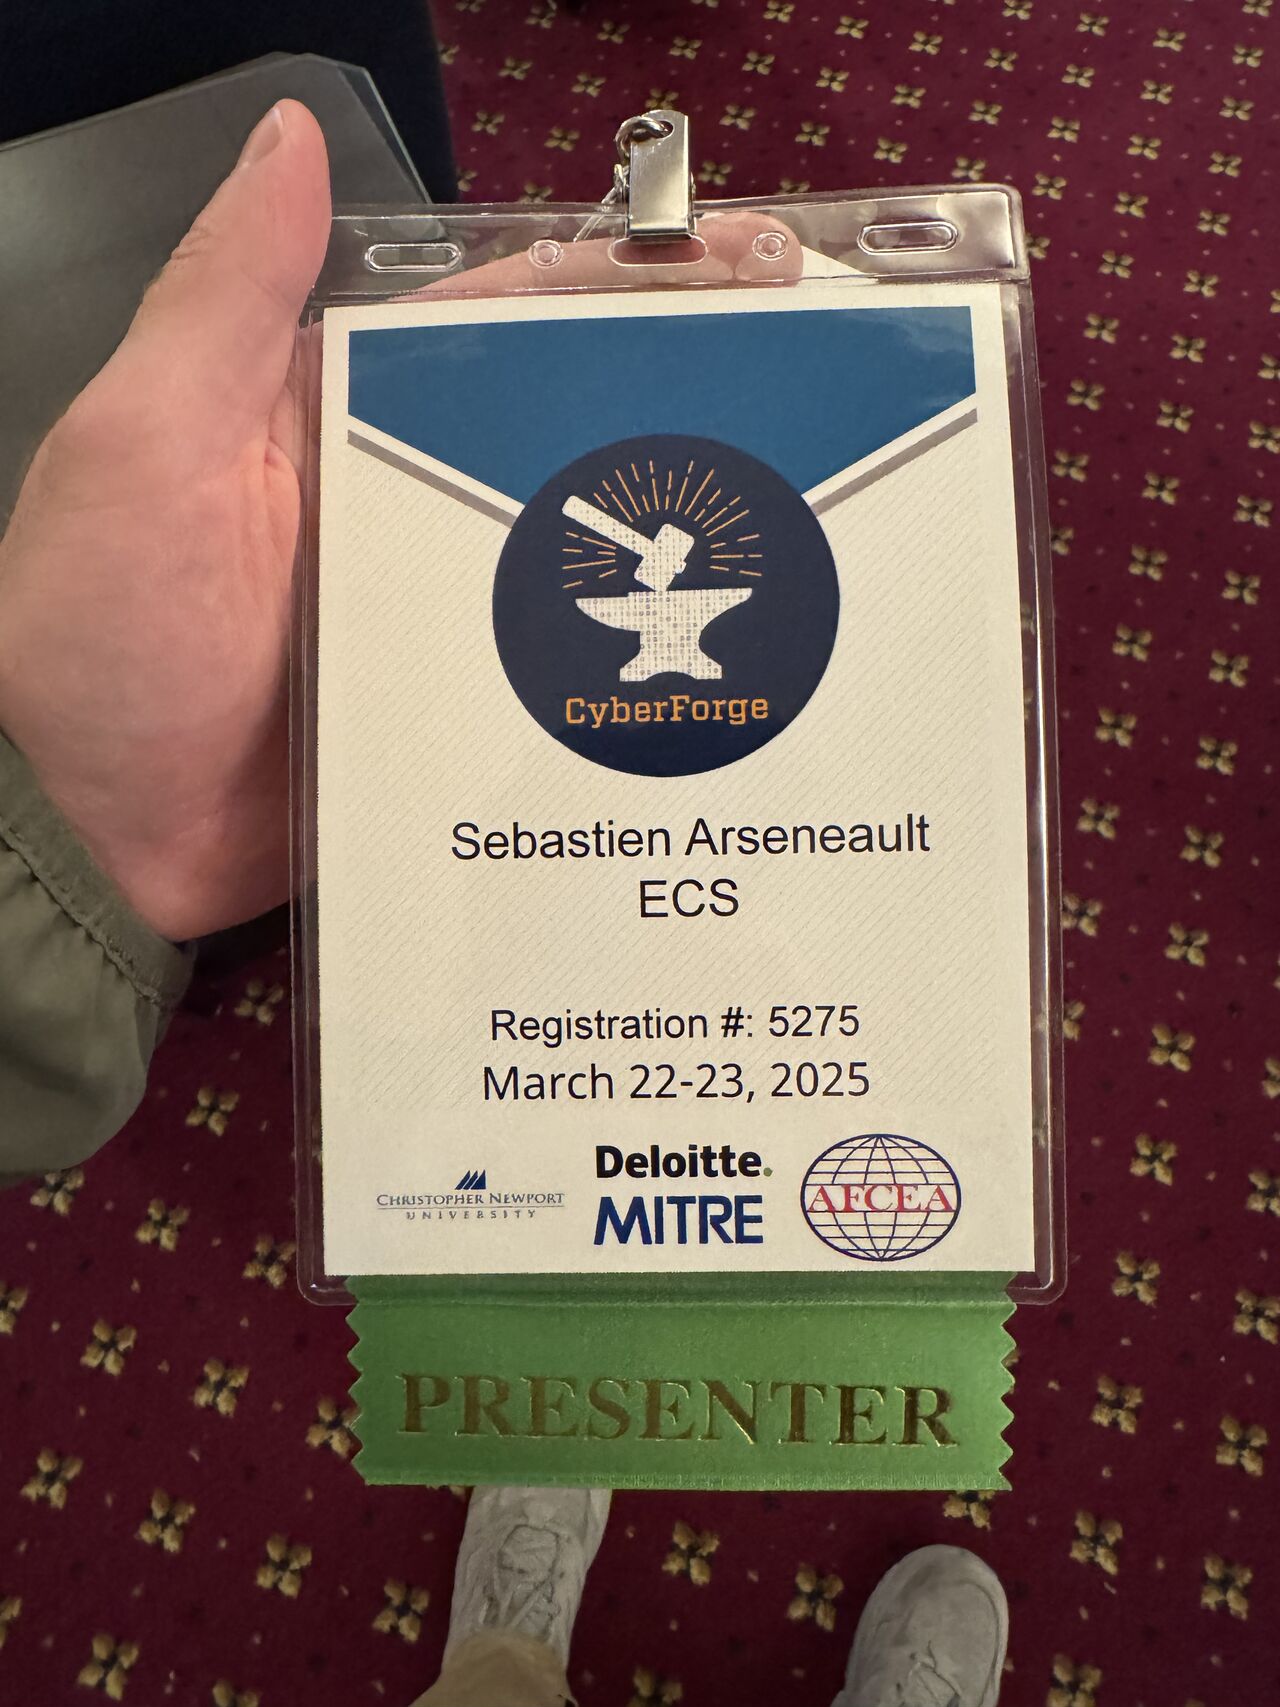 CyberForge
Sebastien Arseneault
ECS
Registration #: 5275
March 22-23, 2025
CHRISTOPHER NEWPORT
UNIVERSITY
Deloitte.
MITRE
AFCEA
PRESENTER